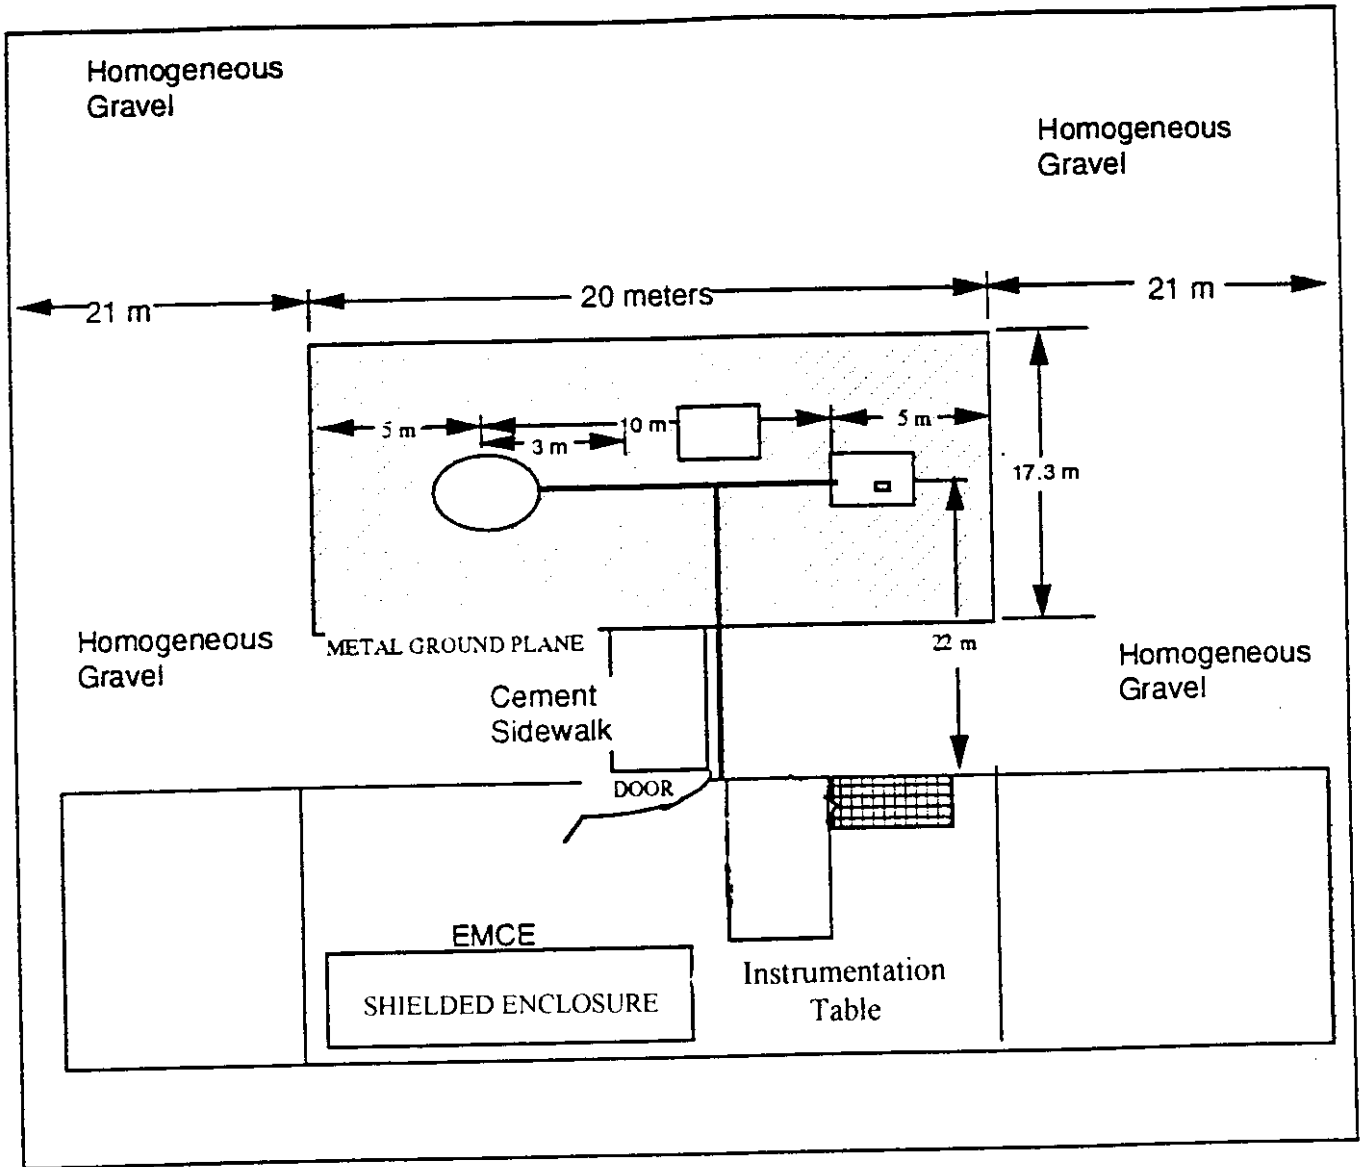 Homogeneous
Gravel
Homogeneous
Gravel
21 m
20 meters
21 m
5 m
10 m
5 m
3 m
17.3 m
Homogeneous
Gravel
METAL GROUND PLANE
22 m
Homogeneous
Gravel
Cement
Sidewalk
DOOR
EMCE
SHIELDED ENCLOSURE
Instrumentation
Table